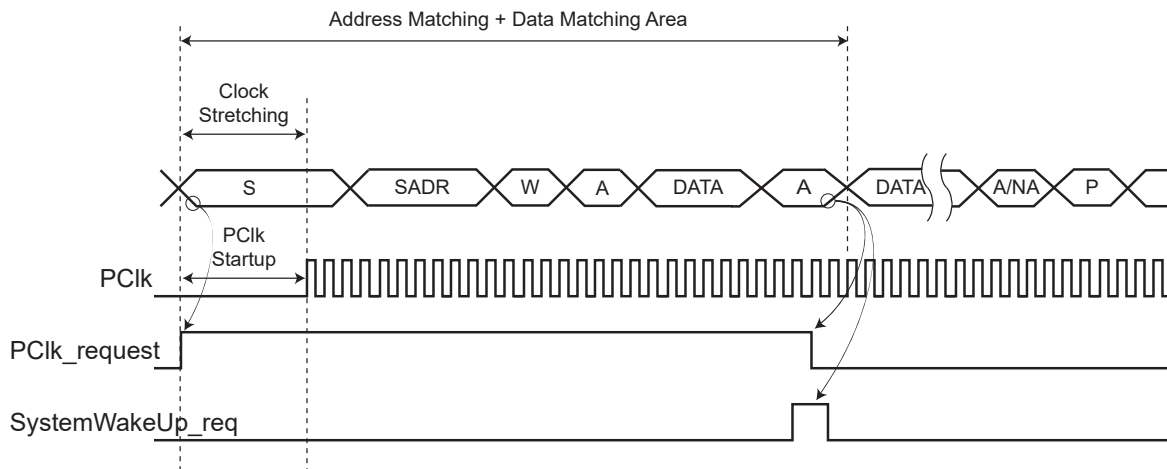 Address Matching + Data Matching Area
Clock
Stretching
S
SADR
W
A
DATA
A
DATA
A/NA
P
PClk
Startup
PClk
PClk_request
SystemWakeUp_req